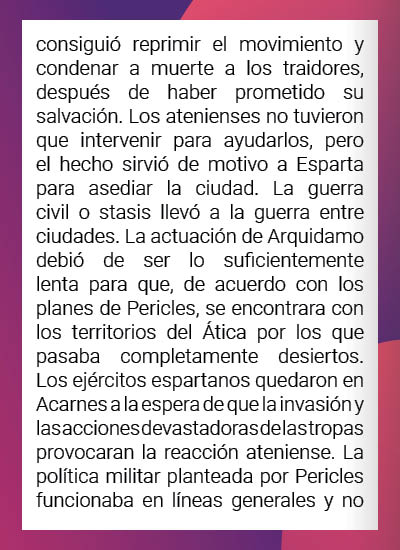 consiguió reprimir el movimiento y
condenar a muerte a los traidores,
después de haber prometido su
salvación. Los atenienses no tuvieron
que intervenir para ayudarlos, pero
el hecho sirvió de motivo a Esparta
para asediar la ciudad. La guerra
civil o stasis llevó a la guerra entre
ciudades. La actuación de Arquidamo
debió de ser lo suficientemente
lenta para que, de acuerdo con los
planes de Pericles, se encontrara con
los territorios del Ática por los que
pasaba completamente desiertos.
Los ejércitos espartanos quedaron en
Acarnes a la espera de que la invasión y
las acciones devastadoras de las tropas
provocaran la reacción ateniense. La
política militar planteada por Pericles
funcionaba en líneas generales y no